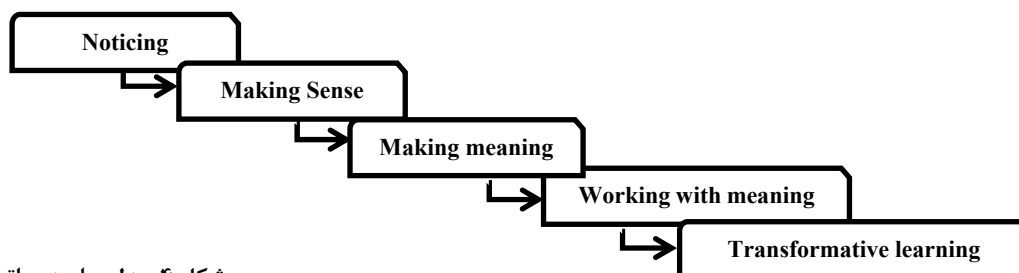 Noticing
Making Sense
Making meaning
Working with meaning
Transformative learning